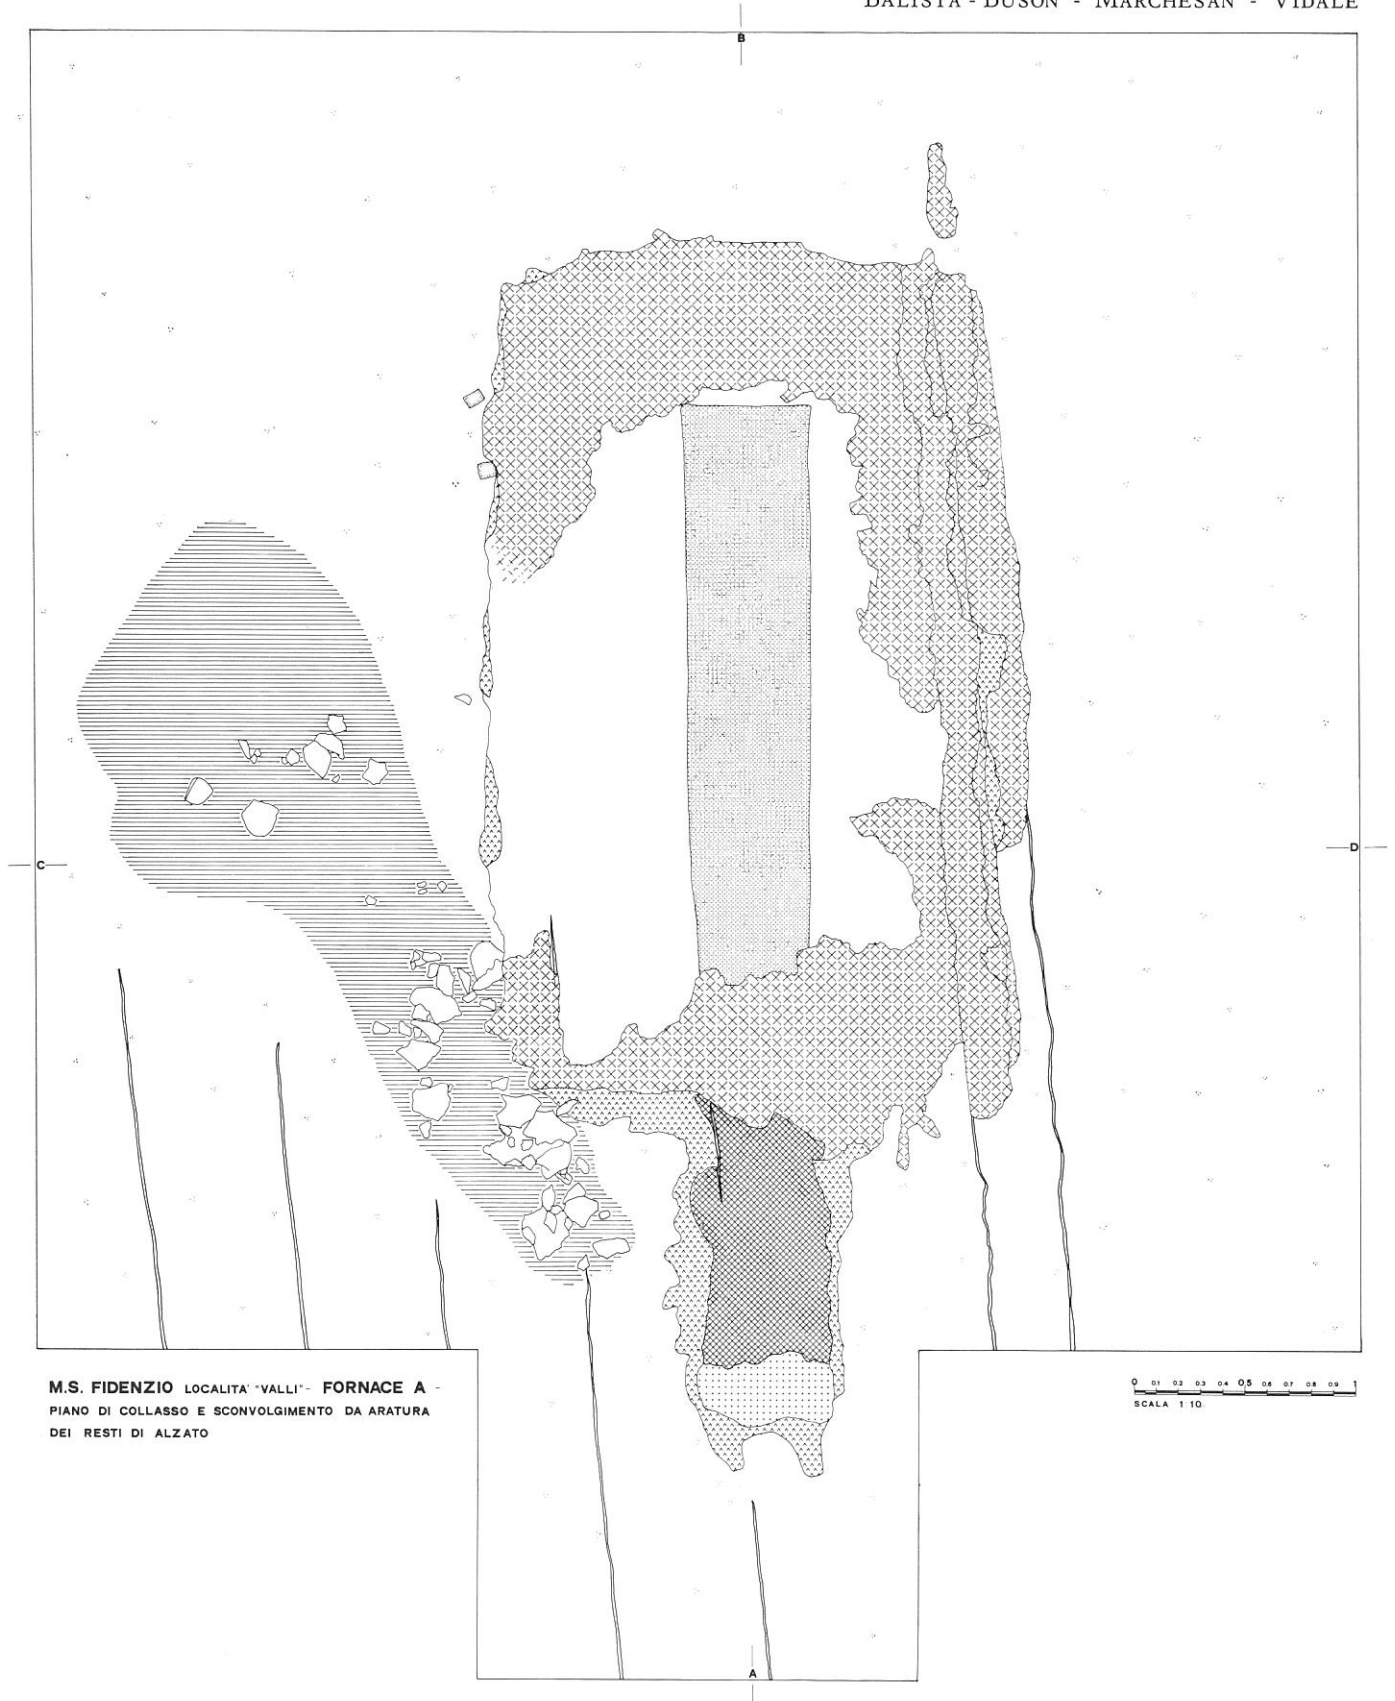 BALISTA - DUSON - MARCHESAN - VIDALE
B
C
D
M.S. FIDENZIO LOCALITA' "VALLI" - FORNACE A -
PIANO DI COLLASSO E SCONVOLGIMENTO DA ARATURA
DEI RESTI DI ALZATO
0 0.1 0.2 0.3 0.4 0.5 0.6 0.7 0.8 0.9 1
SCALA 1:10.
A